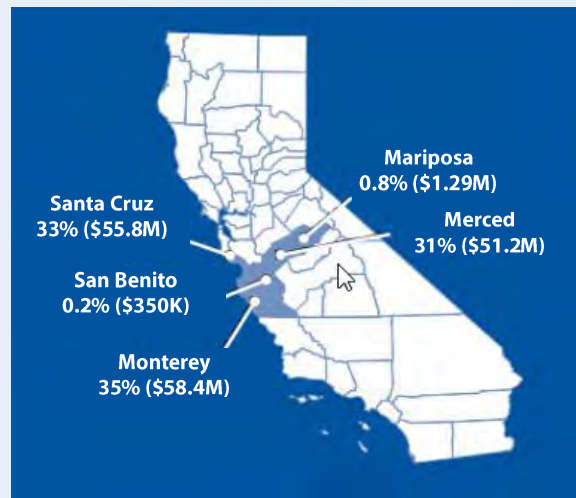 Mariposa
0.8% ($1.29M)
Santa Cruz
33% ($55.8M)
Merced
31% ($51.2M)
San Benito
0.2% ($350K)
Monterey
35% ($58.4M)